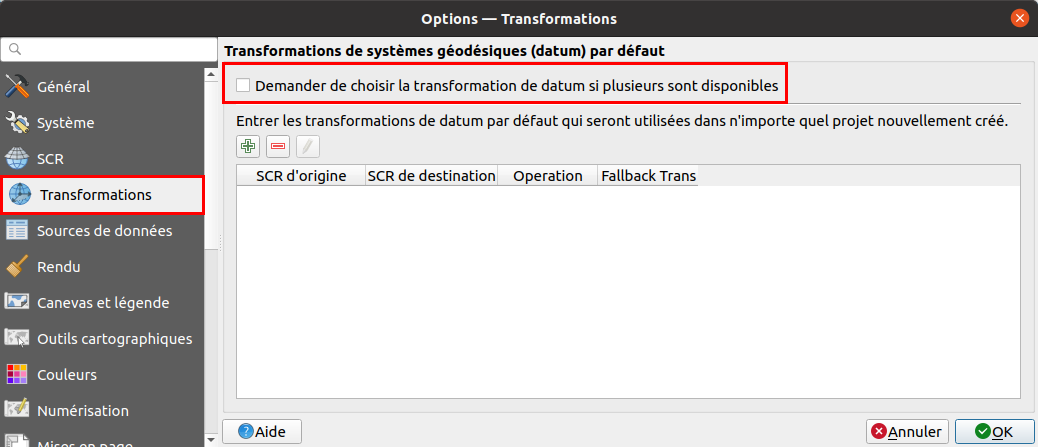 Options — Transformations
Transformations de systèmes géodésiques (datum) par défaut
Général
Système
SCR
Transformations
Sources de données
Rendu
Canevas et légende
Outils cartographiques
Couleurs
Numérisation
Mises en page
Demander de choisir la transformation de datum si plusieurs sont disponibles
Entrer les transformations de datum par défaut qui seront utilisées dans n'importe quel projet nouvellement créé.
SCR d'origine SCR de destination Operation Fallback Trans
Aide Annuler OK